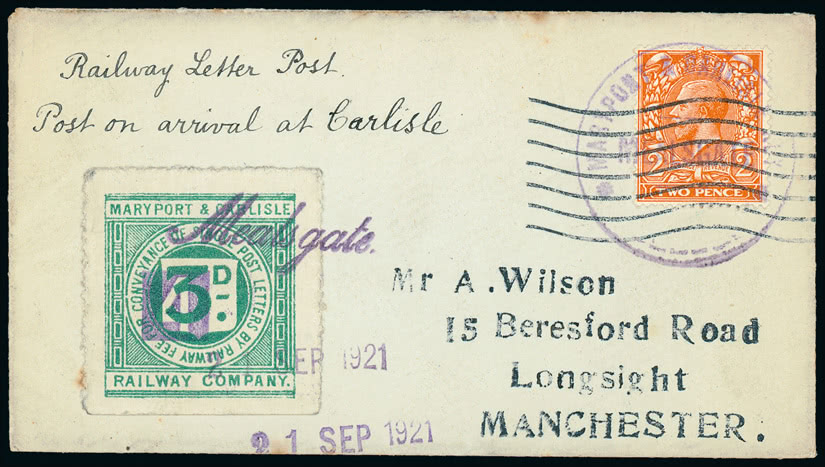 Railway Letter Post.
Post on arrival at Carlisle
MARYPORT &
2 2
TWO PENCE
MARYPORT & CARLISLE
Mealsgate.
FEE FOR CONVEYANCE OF POST LETTERS BY RAILWAY
3D.
RAILWAY COMPANY.
SEP 1921
21 SEP 1921
Mr A. Wilson
15 Beresford Road
Longsight
MANCHESTER.